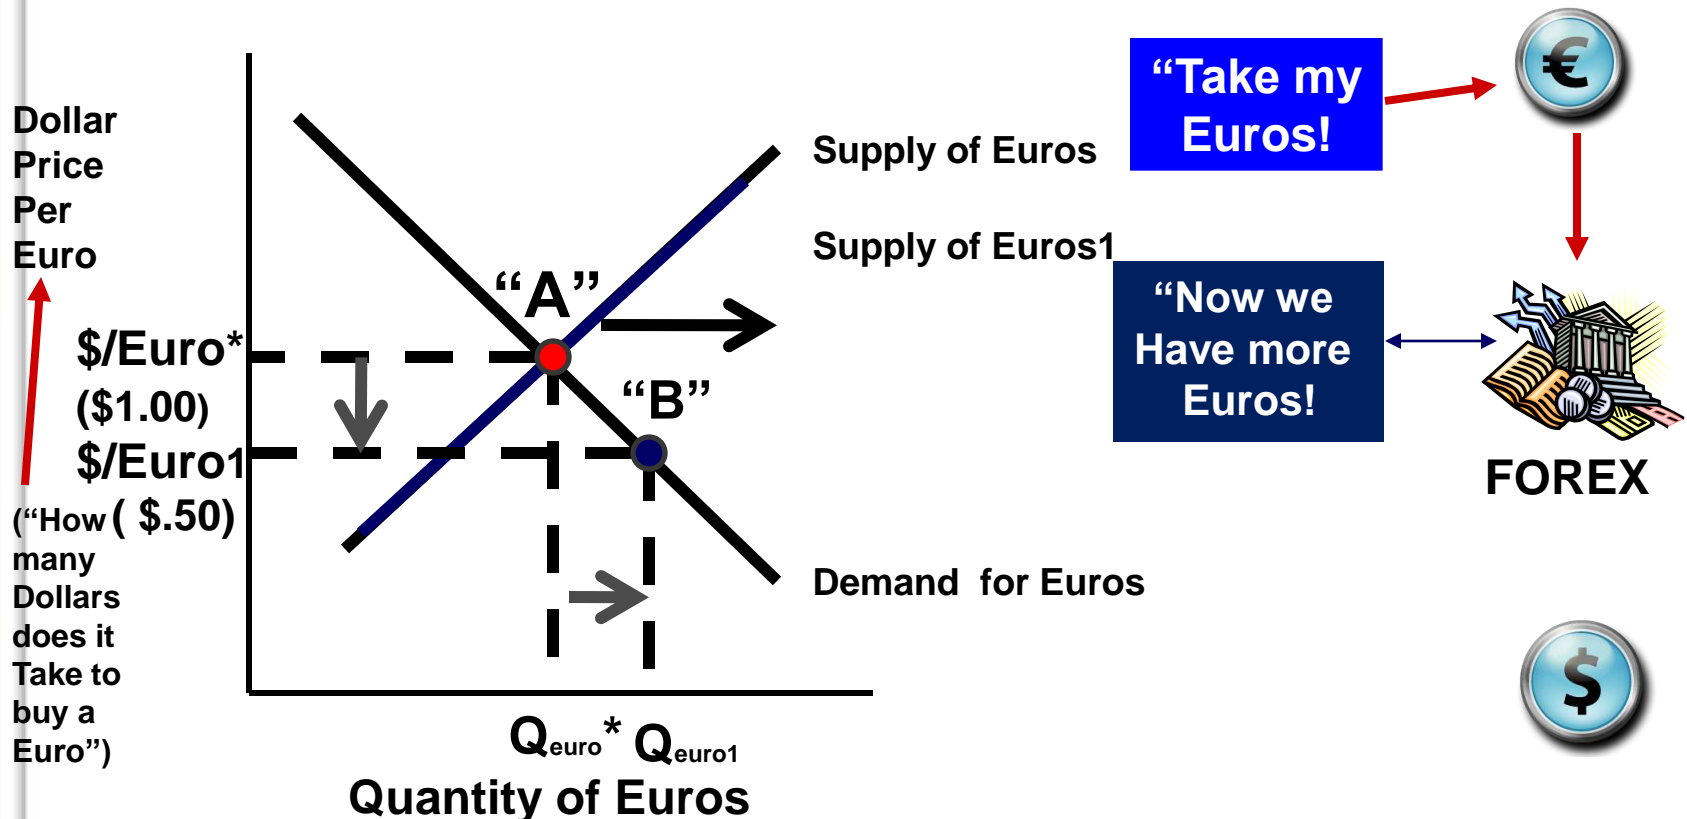 Dollar
Price
Per
Euro
$/Euro*
($1.00)
$/Euro1
( $.50)
(“How
many
Dollars
does it
Take to
buy a
Euro”)
“A”
“B”
Supply of Euros
Supply of Euros1
Demand for Euros
Qeuro* Qeuro1
Quantity of Euros
“Take my
Euros!
€
“Now we
Have more
Euros!
FOREX
$